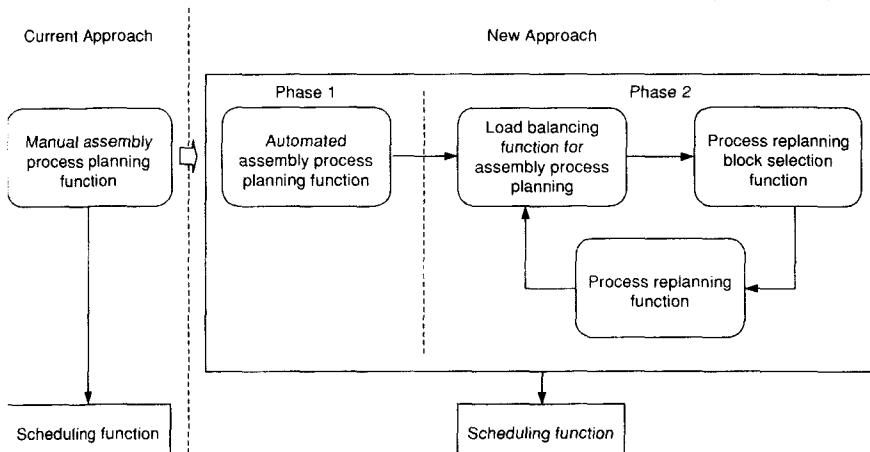 Current Approach
New Approach
Phase 1
Phase 2
Manual assembly
process planning
function
Automated
assembly process
planning function
Load balancing
function for
assembly process
planning
Process replanning
block selection
function
Process replanning
function
Scheduling function
Scheduling function